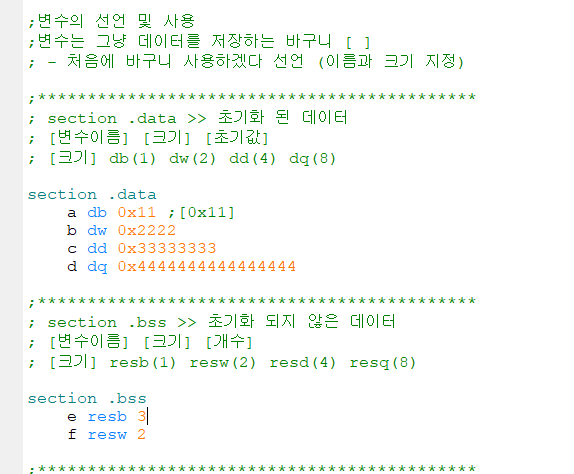 ;변수의 선언 및 사용
;변수는 그냥 데이터를 저장하는 바구니 [ ]
; - 처음에 바구니 사용하겠다 선언 (이름과 크기 지정)
;********************************************
; section .data >> 초기화 된 데이터
; [변수이름] [크기] [초기값]
; [크기] db(1) dw(2) dd(4) dq(8)
section .data
a db 0x11 ;[0x11]
b dw 0x2222
c dd 0x33333333
d dq 0x4444444444444444
;********************************************
; section .bss >> 초기화 되지 않은 데이터
; [변수이름] [크기] [개수]
; [크기] resb(1) resw(2) resd(4) resq(8)
section .bss
e resb 3
f resw 2
;********************************************